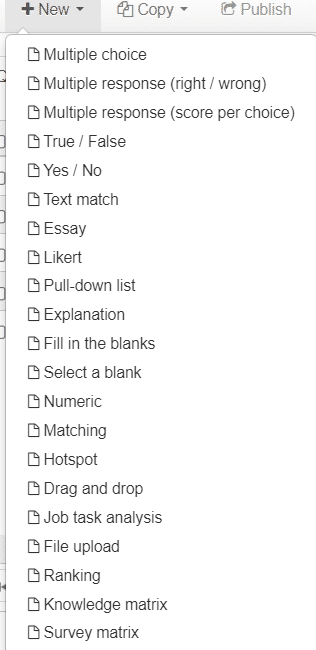 New Copy Publish
Multiple choice
Multiple response (right / wrong)
Multiple response (score per choice)
True / False
Yes / No
Text match
Essay
Likert
Pull-down list
Explanation
Fill in the blanks
Select a blank
Numeric
Matching
Hotspot
Drag and drop
Job task analysis
File upload
Ranking
Knowledge matrix
Survey matrix